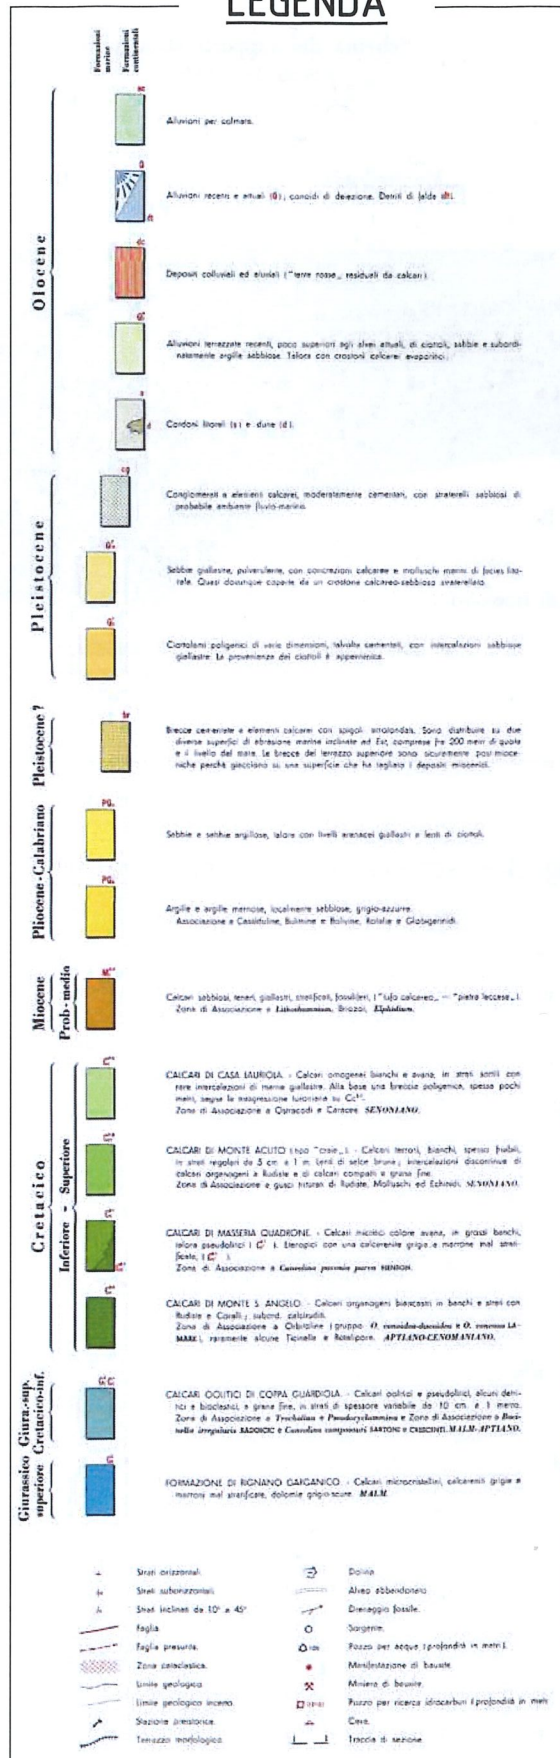 LEGENDA
Formazioni marine
Formazioni continentali
Olocene
Alluvioni per colmata.
Alluvioni recenti e attuali (Q); conoidi di deiezione. Detriti di falda (dt).
Depositi colluviali ed eluviali ("terre rosse„ residuali da calcari).
Alluvioni terrazzate recenti, poco superiori agli alvei attuali, di ciottoli, sabbie e subordi-
natamente argille sabbiose. Talora con crostoni calcarei evaporitici.
Cordoni litorali (s) e dune (d).
Pleistocene
cg
Conglomerati a elementi calcarei, moderatamente cementati, con straterelli sabbiosi di
probabile ambiente fluvio-marino.
Sabbie giallastre, pulverulente, con concrezioni calcaree e molluschi marini di facies lito-
rale. Quasi dovunque coperte da un crostone calcareo-sabbioso straterellato.
Ciottolami poligenici di varie dimensioni, talvolta cementati, con intercalazioni sabbiose
giallastre. La provenienza dei ciottoli è appenninica.
Pleistocene ?
br
Brecce cementate a elementi calcarei con spigoli arrotondati. Sono distribuite su due
diverse superfici di abrasione marina inclinate ad Est, comprese fra 200 metri di quota
e il livello del mare. Le brecce del terrazzo superiore sono sicuramente post-mioce-
niche perchè giacciono su una superficie che ha tagliato i depositi miocenici.
Pliocene-Calabriano
Sabbie e sabbie argillose, talora con livelli arenacei giallastri e lenti di ciottoli.
Argille e argille marnose, localmente sabbiose, grigio-azzurre.
Associazione a Cassiduline, Bulimine e Bolivine, Rotalie e Globigerinidi.
Miocene
Prob-medio
Calcari sabbiosi, teneri, giallastri, stratificati, fossiliferi, ("tufo calcareo„ — "pietra leccese„).
Zona di Associazione a Lithothamnium, Briozoi, Elphidium.
Cretacico
Inferiore - Superiore
CALCARI DI CASA LAURIOLA. - Calcari omogenei bianchi e avana, in strati sottili con
rare intercalazioni di marna giallastra. Alla base una breccia poligenica, spessa pochi
metri, segna la trasgressione turoniana su
Zona di Associazione a Ostracodi e Caracee. SENONIANO.
CALCARI DI MONTE ACUTO (tipo "craie„). - Calcari terrosi, bianchi, spesso friabili,
in strati regolari da 5 cm a 1 m. Lenti di selce bruna; intercalazioni discontinue di
calcari organogeni a Rudiste e di calcari compatti a grana fine.
Zona di Associazione a gusci triturati di Rudiste, Molluschi ed Echinidi. SENONIANO.
CALCARI DI MASSERIA QUADRONE. - Calcari micritici colore avana, in grossi banchi,
talora pseudolitici ( ). Eteropici con una calcarenite grigia e marrone mal strati-
ficata, ( )
Zona di Associazione a Cuneolina pavonia parva HENSON.
CALCARI DI MONTE S. ANGELO. - Calcari organogeni biancastri in banchi e strati con
Rudiste e Coralli; subord. calciruditi.
Zona di Associazione a Orbitoline (gruppo O. conoidea-discoidea e O. concava LA-
MARK), raramente alcune Ticinelle e Rotalipore. APTIANO-CENOMANIANO.
Giura.-sup.
Cretacico-inf.
CALCARI OOLITICI DI COPPA GUARDIOLA. - Calcari oolitici e pseudolitici, alcuni detri-
tici e bioclastici, a grana fine, in strati di spessore variabile da 10 cm. a 1 metro.
Zona di Associazione a Trocholina e Pseudocyclammina e Zona di Associazione a Baci-
nella irregularis RADOICIC e Cuneolina camposaurii SARTONI e CRESCENTI. MALM-APTIANO.
Giurassico superiore
FORMAZIONE DI RIGNANO GARGANICO. - Calcari microcristallini, calcareniti grigie e
marroni mal stratificate, dolomie grigio-scure. MALM.
Strati orizzontali
Dolina
Strati suborizzontali
Alveo abbandonato
Strati inclinati da 10° a 45°
Drenaggio fossile.
Faglia
Sorgente.
Faglia presunta.
Pozzo per acque (profondità in metri).
Zona cataclastica.
Manifestazione di bauxite
Limite geologico
Miniera di bauxite.
Limite geologico incerto.
Pozzo per ricerca idrocarburi (profondità in metri
Stazione preistorica.
Cava.
Terrazzo morfologico
Traccia di sezione